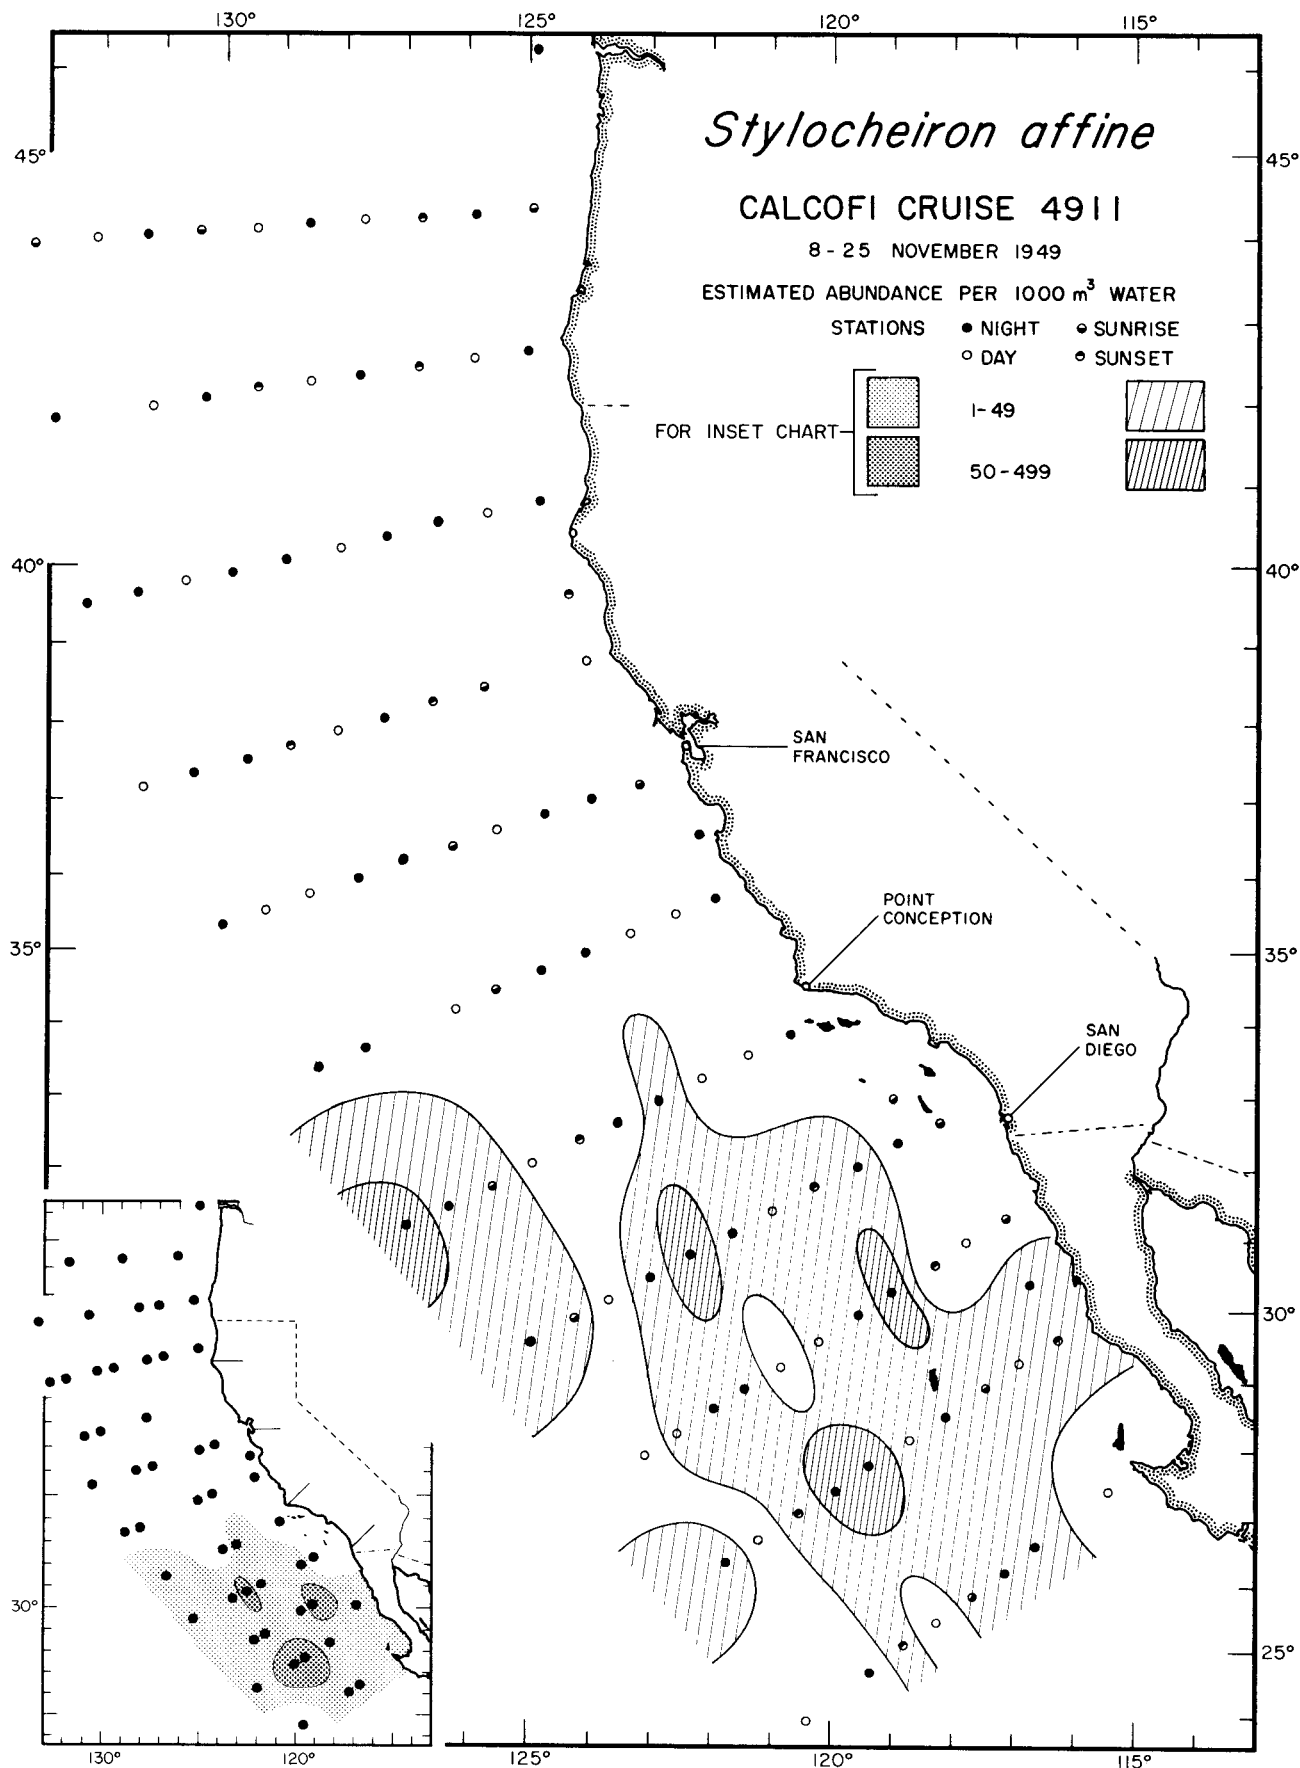 130° 125° 120° 115°
Stylocheiron affine
45° 45°
CALCOFI CRUISE 4911
8-25 NOVEMBER 1949
ESTIMATED ABUNDANCE PER 1000 m³ WATER
STATIONS NIGHT SUNRISE
DAY SUNSET
1-49
FOR INSET CHART
50-499
40° 40°
SAN
FRANCISCO
POINT
CONCEPTION
35° 35°
SAN
DIEGO
30°
30°
25°
130° 120° 125° 120° 115°